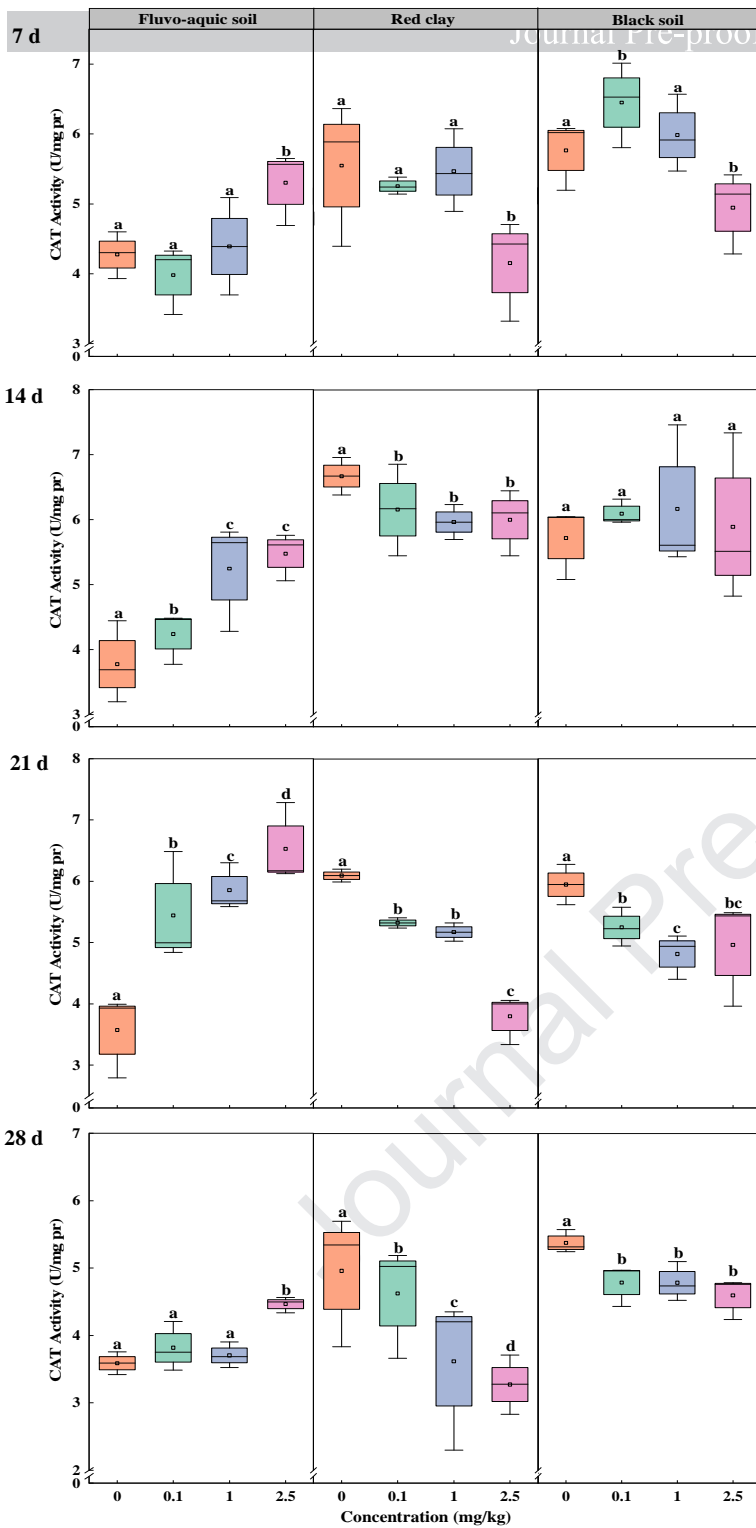 Fluvo-aquic soil Red clay Black soil
Journal Pre-proof
7 d
CAT Activity (U/mg pr)
7
6
5
4
3
0
a a a b
a a a b
a b a b
14 d
CAT Activity (U/mg pr)
8
7
6
5
4
3
0
a b c c
a b b b
a a a a
21 d
CAT Activity (U/mg pr)
8
7
6
5
4
3
0
a b c d
a b b c
a b c bc
Journal Pre
28 d
CAT Activity (U/mg pr)
7
6
5
4
3
2
0
a a a b
a b c d
a b b b
0 0.1 1 2.5 0 0.1 1 2.5 0 0.1 1 2.5
Concentration (mg/kg)